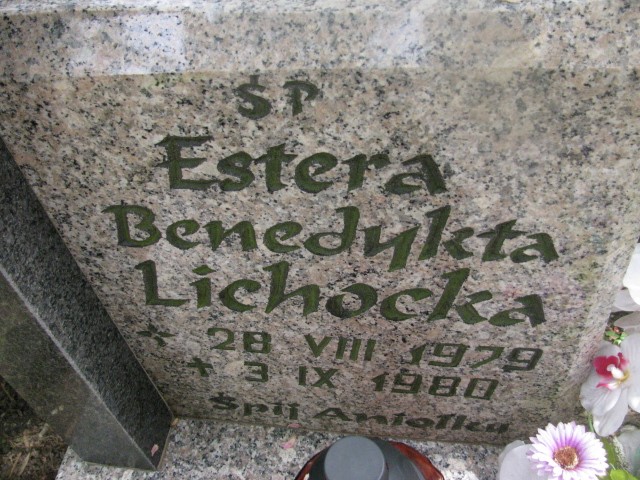 ŚP
Estera
Benedykta
Lichocka
* 28 VIII 1979
+ 3 IX 1980
Śpij Aniołku